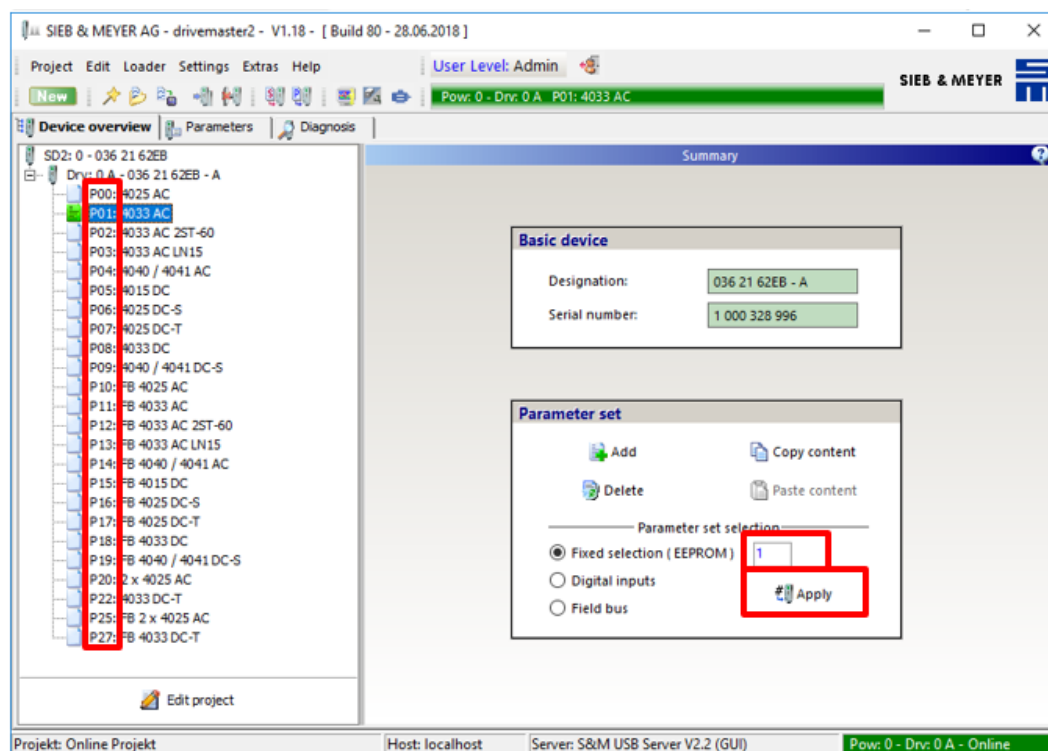 SIEB & MEYER AG - drivemaster2 - V1.18 - [ Build 80 - 28.06.2018 ]
Project Edit Loader Settings Extras Help
User Level: Admin
SIEB & MEYER
New
Pow: 0 - Drv: 0 A P01: 4033 AC
Device overview
Parameters
Diagnosis
SD2: 0 - 036 21 62EB
Drv: 0 A - 036 21 62EB - A
P00: 4025 AC
P01: 4033 AC
P02: 4033 AC 2ST-60
P03: 4033 AC LN15
P04: 4040 / 4041 AC
P05: 4015 DC
P06: 4025 DC-S
P07: 4025 DC-T
P08: 4033 DC
P09: 4040 / 4041 DC-S
P10: FB 4025 AC
P11: FB 4033 AC
P12: FB 4033 AC 2ST-60
P13: FB 4033 AC LN15
P14: FB 4040 / 4041 AC
P15: FB 4015 DC
P16: FB 4025 DC-S
P17: FB 4025 DC-T
P18: FB 4033 DC
P19: FB 4040 / 4041 DC-S
P20: 2 x 4025 AC
P22: 4033 DC-T
P25: FB 2 x 4025 AC
P27: FB 4033 DC-T
Edit project
Summary
Basic device
Designation: 036 21 62EB - A
Serial number: 1 000 328 996
Parameter set
Add
Copy content
Delete
Paste content
Parameter set selection
Fixed selection ( EEPROM ) 1
Digital inputs
Apply
Field bus
Projekt: Online Projekt
Host: localhost
Server: S&M USB Server V2.2 (GUI)
Pow: 0 - Drv: 0 A - Online